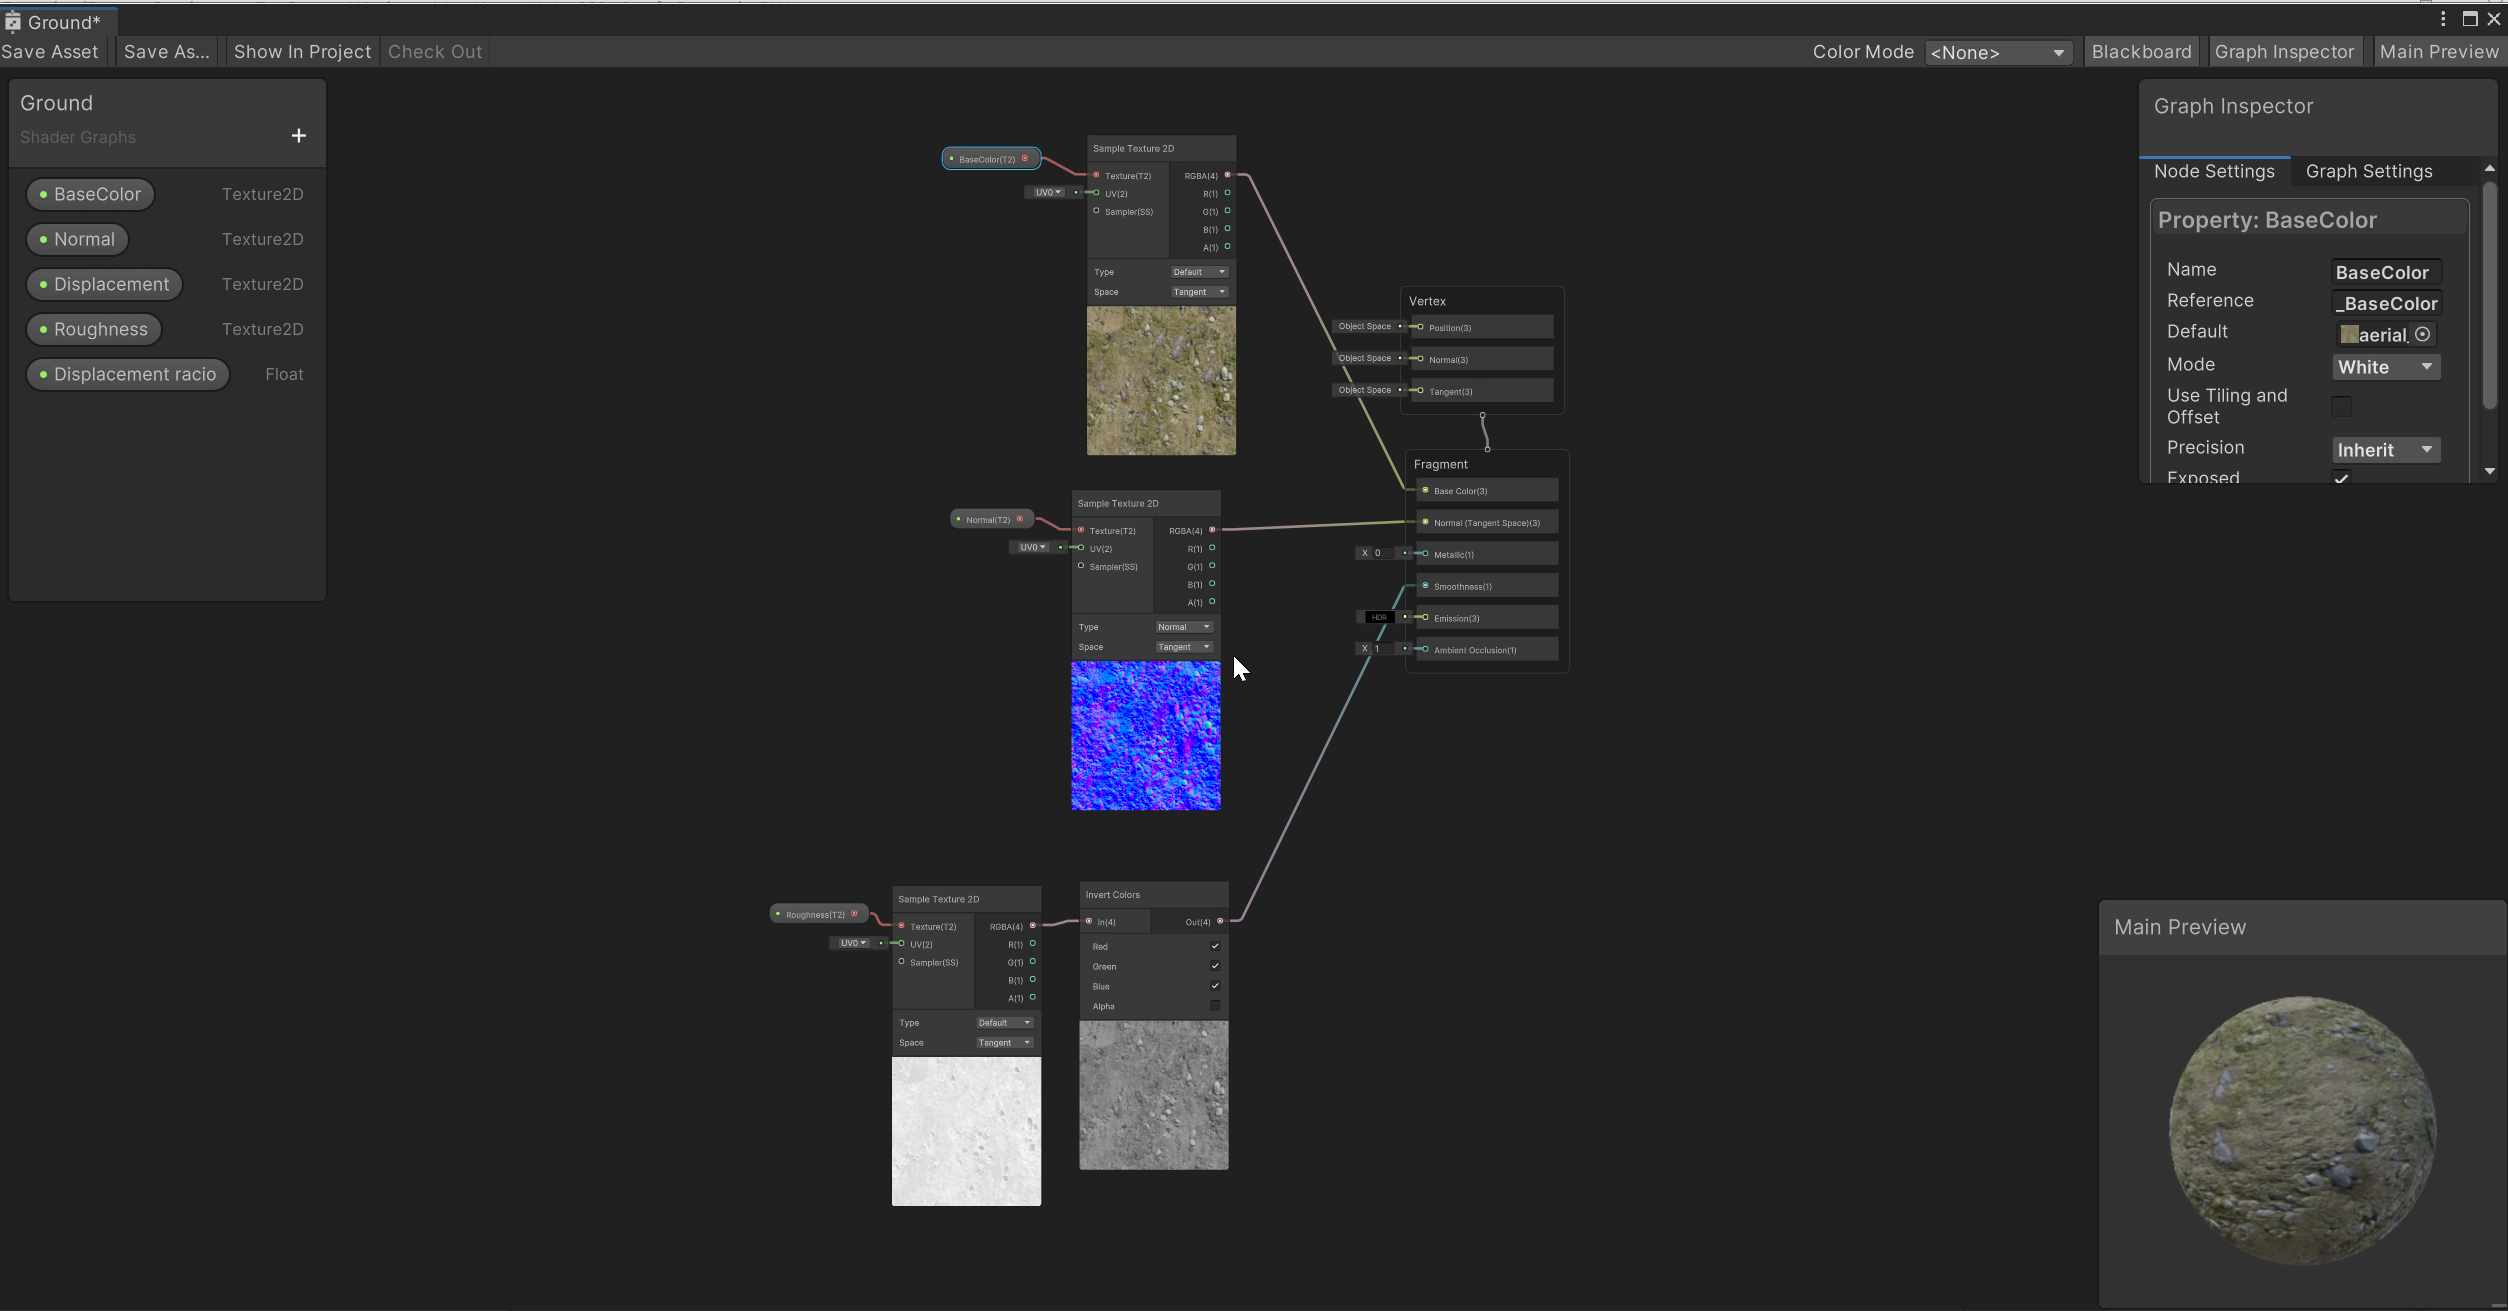 Ground*
Save Asset
Save As...
Show In Project
Check Out
Color Mode
<None>
Blackboard
Graph Inspector
Main Preview
Ground
Shader Graphs
+
BaseColor Texture2D
Normal Texture2D
Displacement Texture2D
Roughness Texture2D
Displacement racio Float
BaseColor(T2)
Sample Texture 2D
Texture(T2) RGBA(4)
UV0 UV(2) R(1)
Sampler(SS) G(1)
B(1)
A(1)
Type Default
Space Tangent
Vertex
Object Space Position(3)
Object Space Normal(3)
Object Space Tangent(3)
Fragment
Base Color(3)
Normal (Tangent Space)(3)
X 0 Metallic(1)
Smoothness(1)
HDR Emission(3)
X 1 Ambient Occlusion(1)
Normal(T2)
Sample Texture 2D
Texture(T2) RGBA(4)
UV0 UV(2) R(1)
Sampler(SS) G(1)
B(1)
A(1)
Type Normal
Space Tangent
Roughness(T2)
Sample Texture 2D
Texture(T2) RGBA(4)
UV0 UV(2) R(1)
Sampler(SS) G(1)
B(1)
A(1)
Type Default
Space Tangent
Invert Colors
In(4) Out(4)
Red
Green
Blue
Alpha
Graph Inspector
Node Settings Graph Settings
Property: BaseColor
Name BaseColor
Reference _BaseColor
Default aerial_
Mode White
Use Tiling and
Offset
Precision Inherit
Exposed
Main Preview